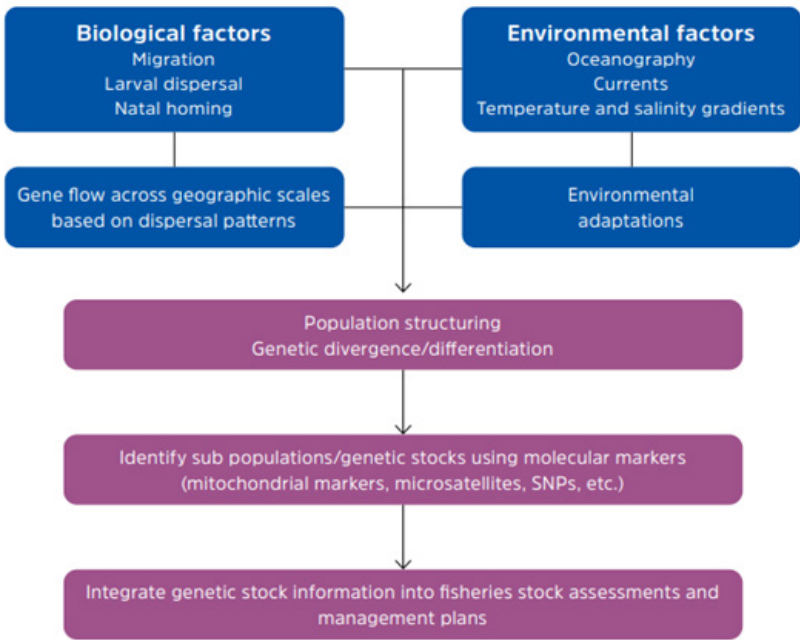 Biological factors
Migration
Larval dispersal
Natal homing
Environmental factors
Oceanography
Currents
Temperature and salinity gradients
Gene flow across geographic scales
based on dispersal patterns
Environmental
adaptations
Population structuring
Genetic divergence/differentiation
Identify sub populations/genetic stocks using molecular markers
(mitochondrial markers, microsatellites, SNPs, etc.)
Integrate genetic stock information into fisheries stock assessments and
management plans